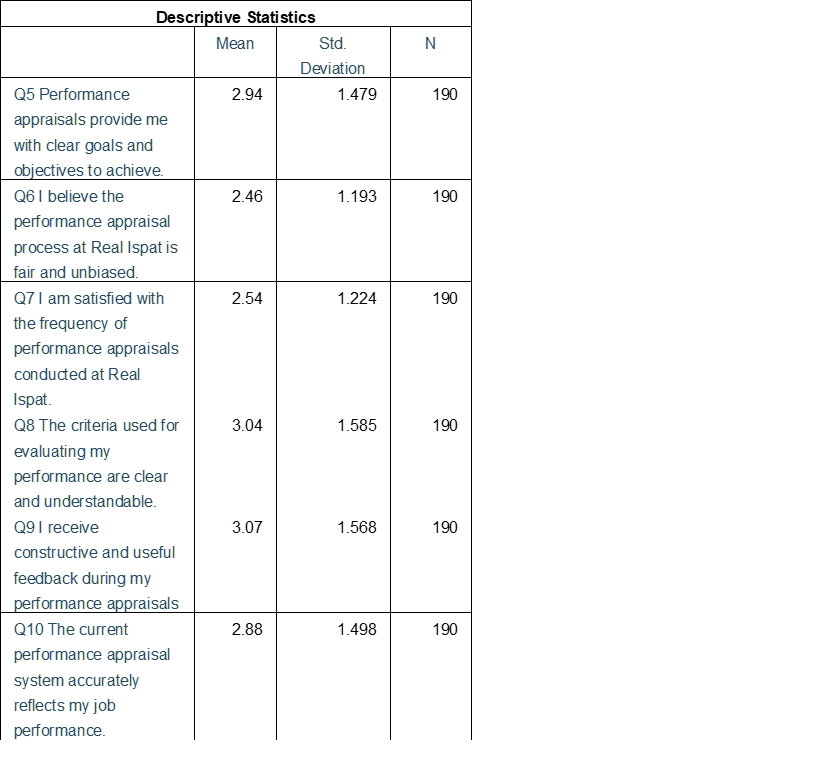 Descriptive Statistics
Mean Std. N
Deviation
Q5 Performance 2.94 1.479 190
appraisals provide me
with clear goals and
objectives to achieve.
Q6 I believe the 2.46 1.193 190
performance appraisal
process at Real Ispat is
fair and unbiased.
Q7 I am satisfied with 2.54 1.224 190
the frequency of
performance appraisals
conducted at Real
Ispat.
Q8 The criteria used for 3.04 1.585 190
evaluating my
performance are clear
and understandable.
Q9 I receive 3.07 1.568 190
constructive and useful
feedback during my
performance appraisals
Q10 The current 2.88 1.498 190
performance appraisal
system accurately
reflects my job
performance.